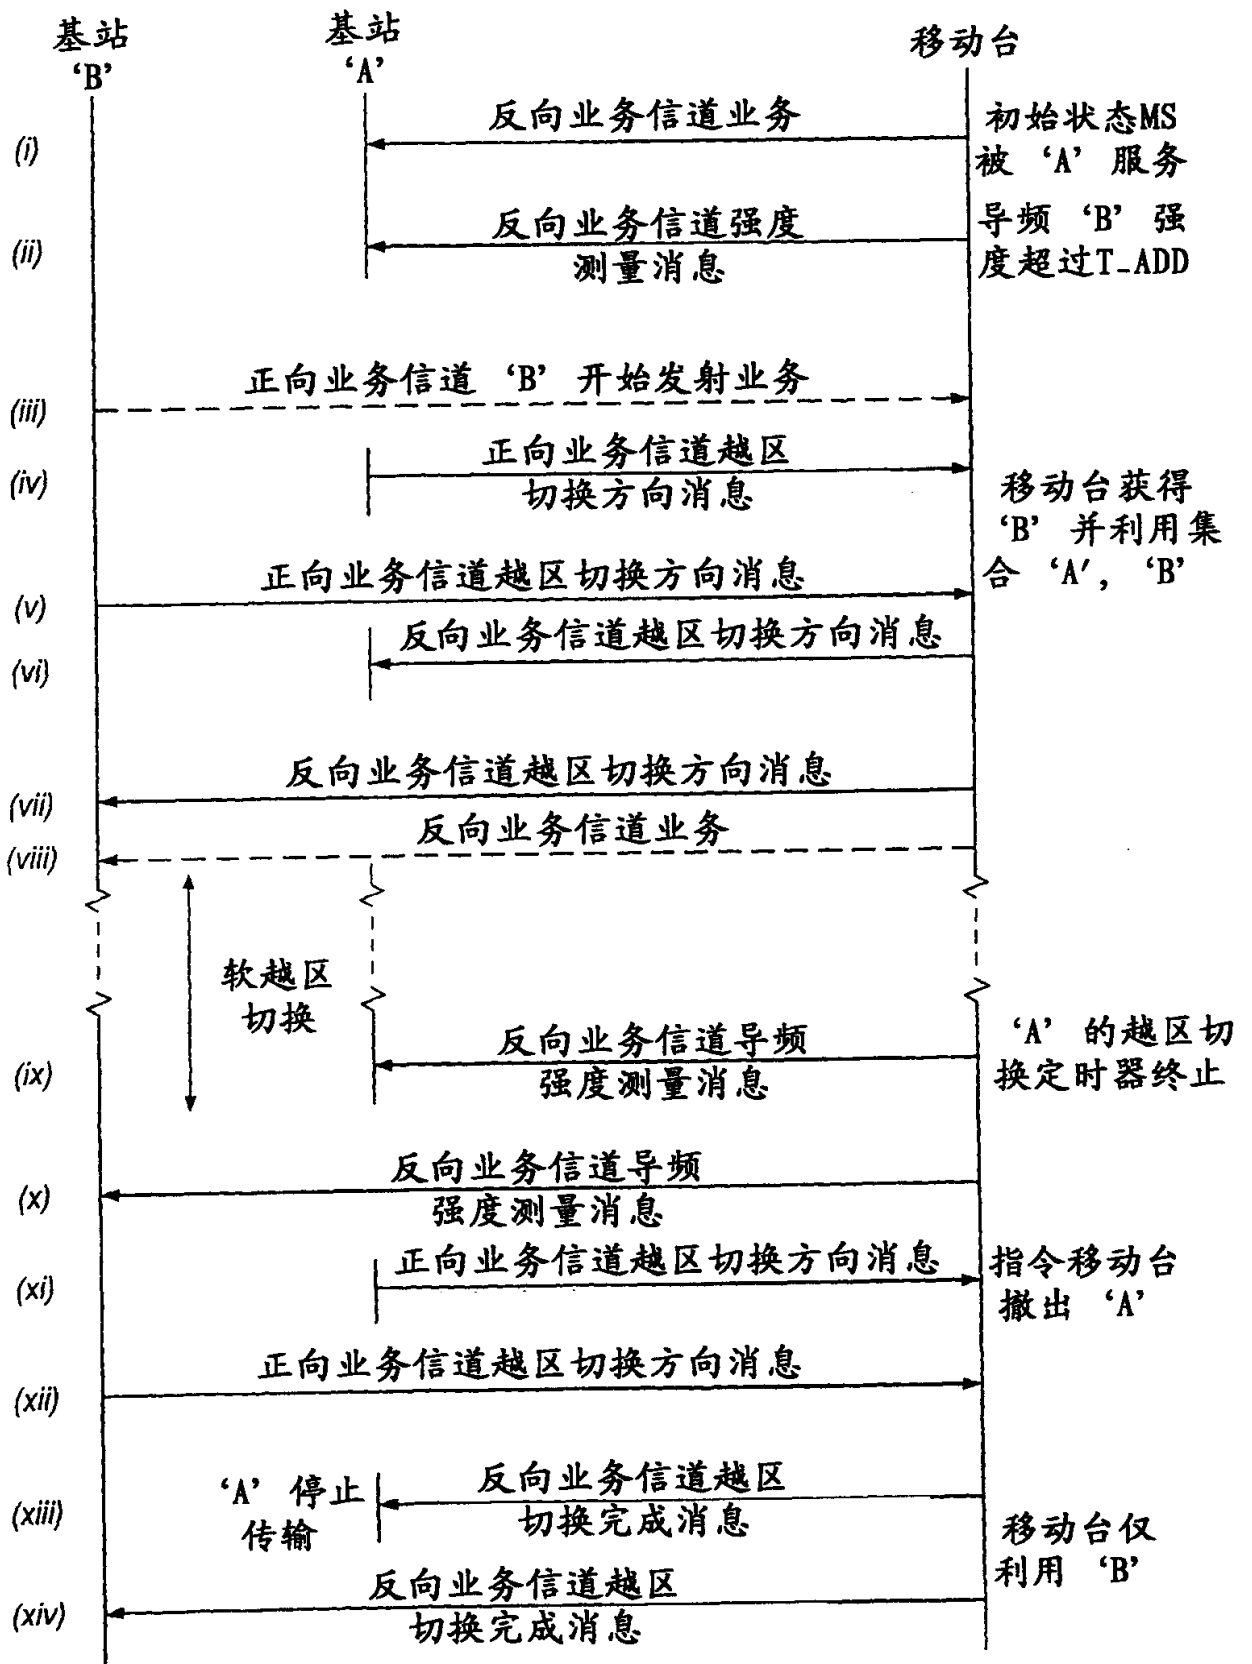 基站
‘B’
基站
‘A’
移动台
(i)
反向业务信道业务
初始状态MS
被 ‘A’ 服务
(ii)
反向业务信道强度
测量消息
导频 ‘B’ 强
度超过T_ADD
(iii)
正向业务信道 ‘B’ 开始发射业务
(iv)
正向业务信道越区
切换方向消息
移动台获得
‘B’ 并利用集
合 ‘A’, ‘B’
(v)
正向业务信道越区切换方向消息
(vi)
反向业务信道越区切换方向消息
(vii)
反向业务信道越区切换方向消息
(viii)
反向业务信道业务
软越区
切换
(ix)
反向业务信道导频
强度测量消息
‘A’ 的越区切
换定时器终止
(x)
反向业务信道导频
强度测量消息
(xi)
正向业务信道越区切换方向消息
指令移动台
撤出 ‘A’
(xii)
正向业务信道越区切换方向消息
(xiii)
‘A’ 停止
传输
反向业务信道越区
切换完成消息
移动台仅
利用 ‘B’
(xiv)
反向业务信道越区
切换完成消息